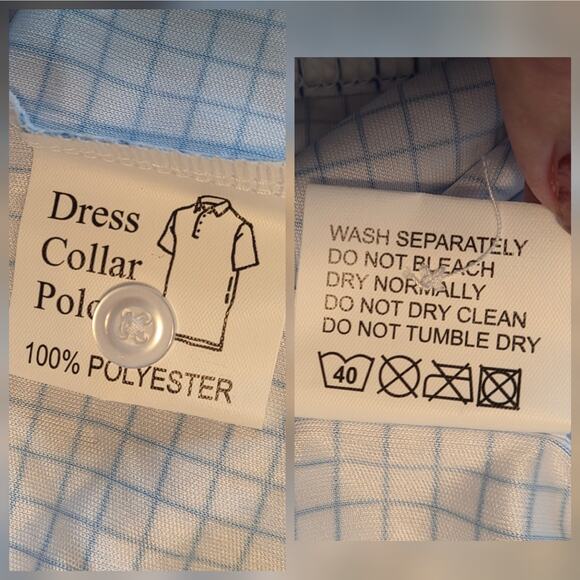 Dress
Collar
Polo
100% POLYESTER
WASH SEPARATELY
DO NOT BLEACH
DRY NORMALLY
DO NOT DRY CLEAN
DO NOT TUMBLE DRY
40